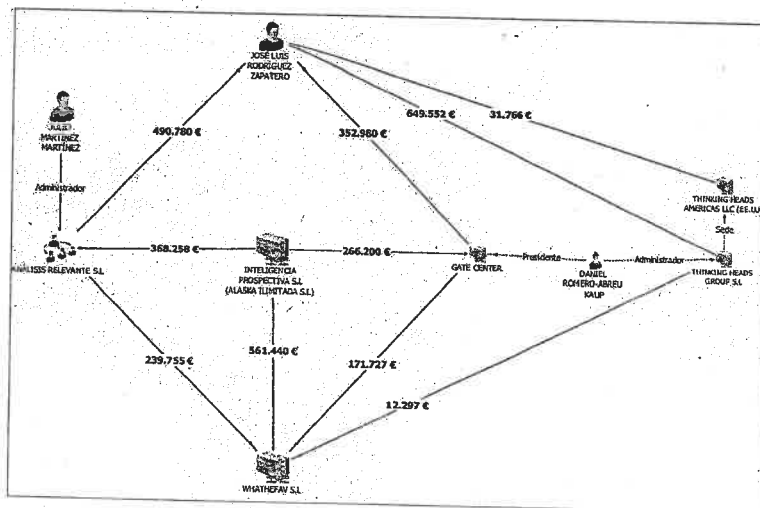 JOSÉ LUIS
RODRÍGUEZ
ZAPATERO
MARTÍNEZ
MARTÍNEZ
490.780 €
352.980 €
649.552 €
31.766 €
Administrador
THINKING HEADS
AMERICAS LLC (EE.UU
Sede
368.258 €
266.200 €
Presidente
Administrador
ANÁLISIS RELEVANTE S.L
INTELIGENCIA
PROSPECTIVA S.L
(ALASKA ILIMITADA S.L)
GATE CENTER
DANIEL
ROMERO-ABREU
KAUP
THINKING HEADS
GROUP S.L
239.755 €
561.440 €
171.727 €
12.297 €
WHATHEFAV S.L